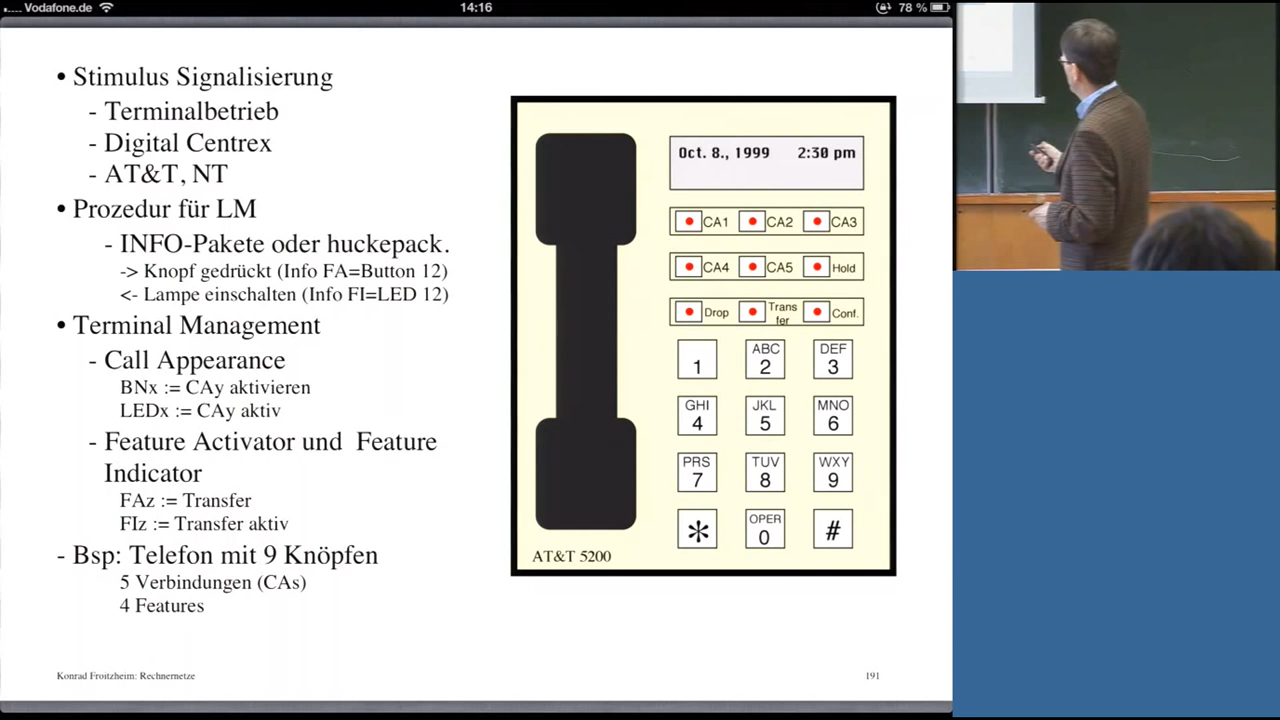 Vodafone.de 14:16 78 %
• Stimulus Signalisierung
- Terminalbetrieb
- Digital Centrex
- AT&T, NT
• Prozedur für LM
- INFO-Pakete oder huckepack.
-> Knopf gedrückt (Info FA=Button 12)
<- Lampe einschalten (Info FI=LED 12)
• Terminal Management
- Call Appearance
BNx := CAy aktivieren
LEDx := CAy aktiv
- Feature Activator und Feature
Indicator
FAz := Transfer
FIz := Transfer aktiv
- Bsp: Telefon mit 9 Knöpfen
5 Verbindungen (CAs)
4 Features
Oct. 8., 1999 2:30 pm
CA1 CA2 CA3
CA4 CA5 Hold
Drop Trans
fer Conf.
ABC DEF
1 2 3
GHI JKL MNO
4 5 6
PRS TUV WXY
7 8 9
OPER
* 0 #
AT&T 5200
Konrad Froitzheim: Rechnernetze 191